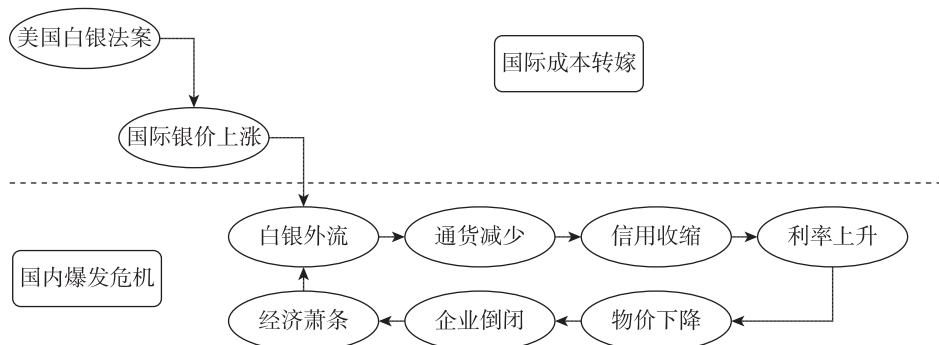 美国白银法案
国际成本转嫁
国际银价上涨
白银外流
通货减少
信用收缩
利率上升
国内爆发危机
经济萧条
企业倒闭
物价下降